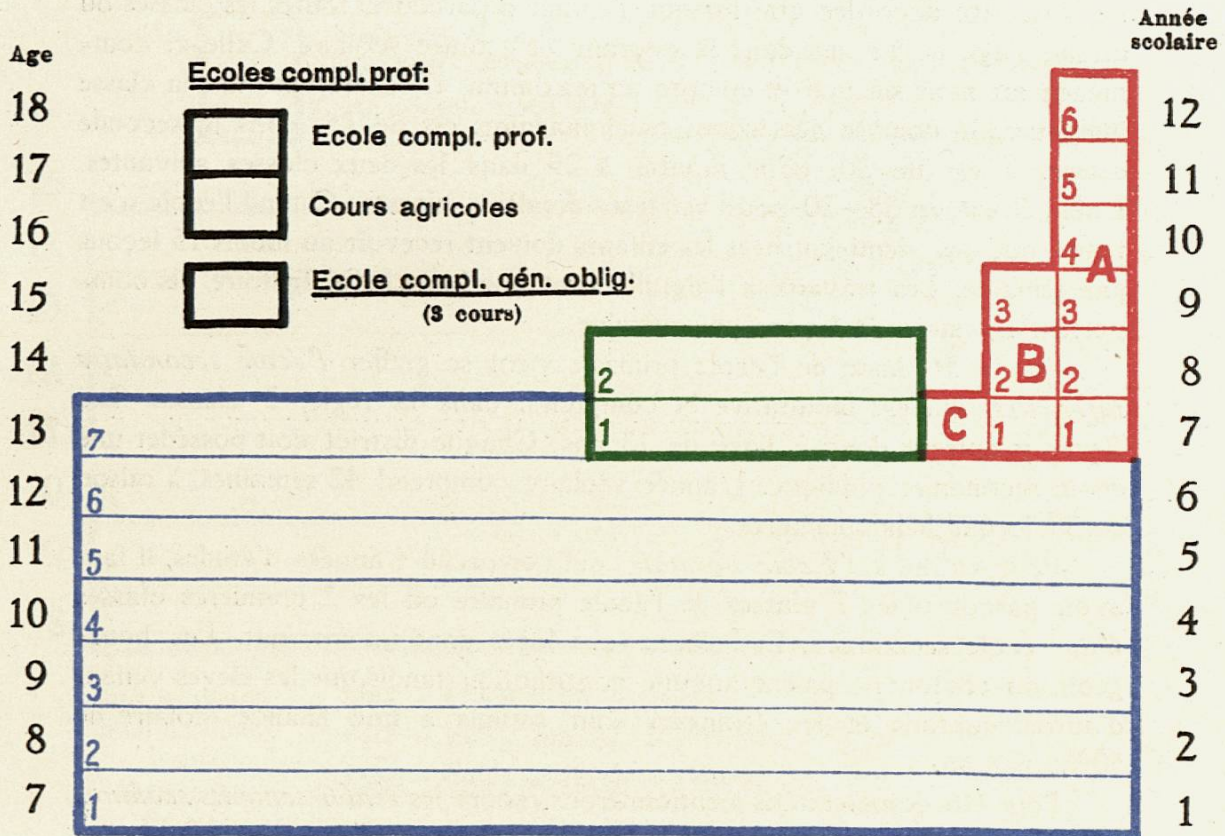 Age
Année
scolaire
Ecoles compl. prof:
Ecole compl. prof.
Cours agricoles
Ecole compl. gén. oblig.
(3 cours)
18 6 12
17 5 11
16 4 A 10
15 3 3 9
14 2 2 B 2 8
13 7 1 C 1 1 7
12 6 6
11 5 5
10 4 4
9 3 3
8 2 2
7 1 1